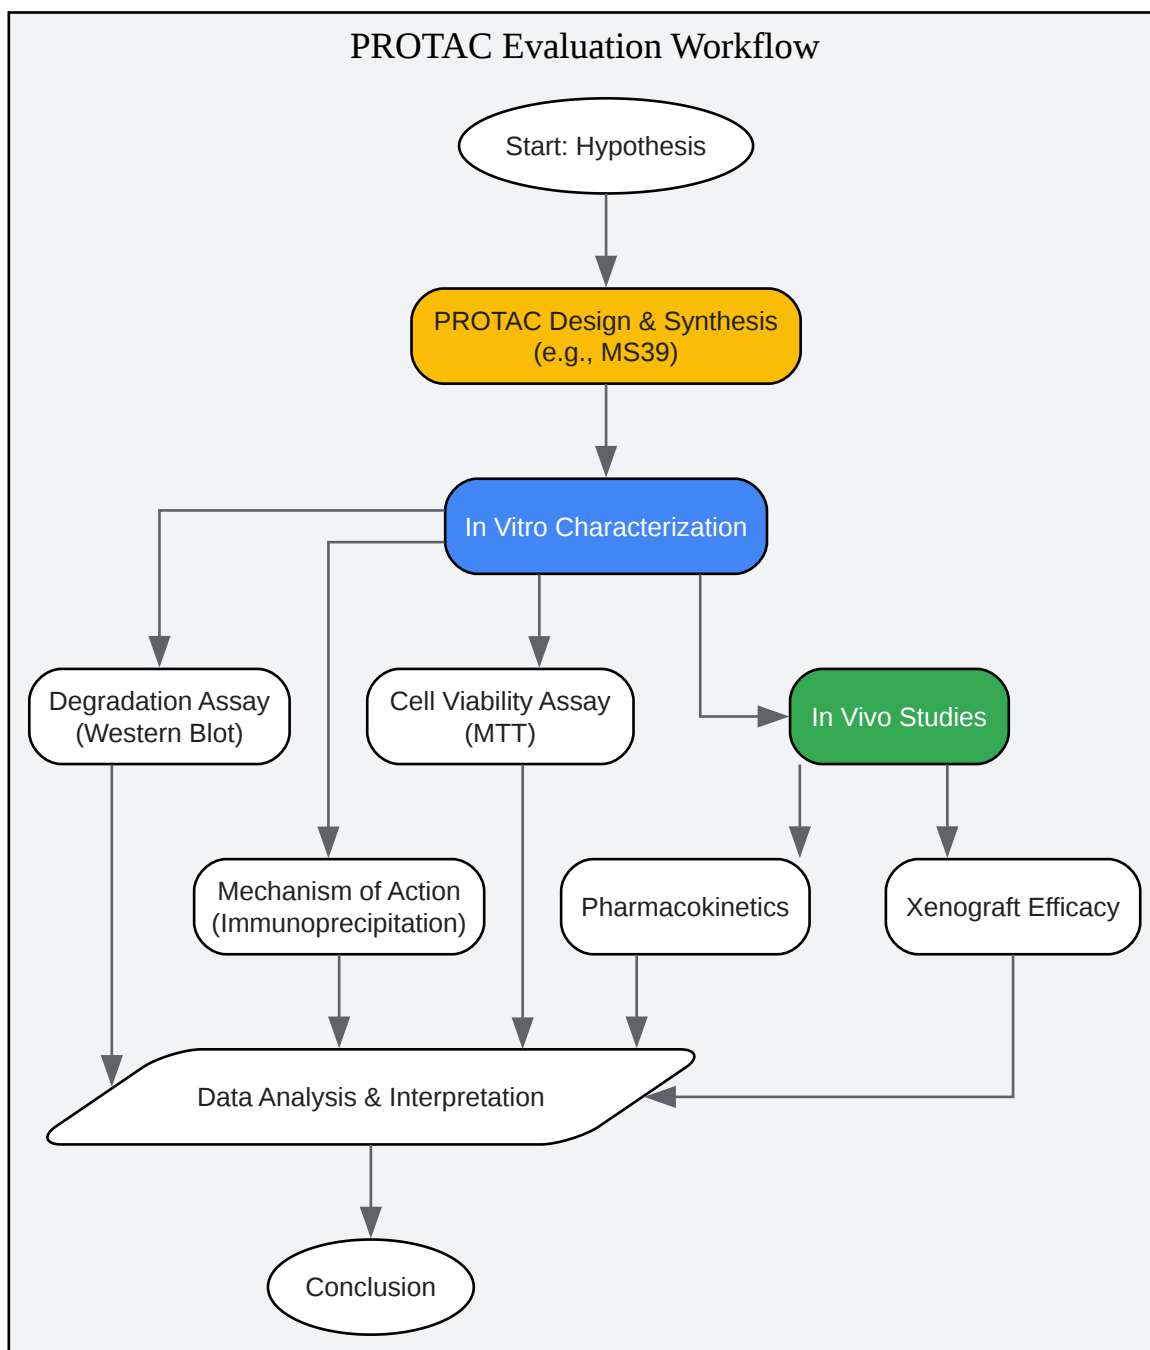 PROTAC Evaluation Workflow
Start: Hypothesis
PROTAC Design & Synthesis
(e.g., MS39)
In Vitro Characterization
Degradation Assay
(Western Blot)
Cell Viability Assay
(MTT)
In Vivo Studies
Mechanism of Action
(Immunoprecipitation)
Pharmacokinetics
Xenograft Efficacy
Data Analysis & Interpretation
Conclusion